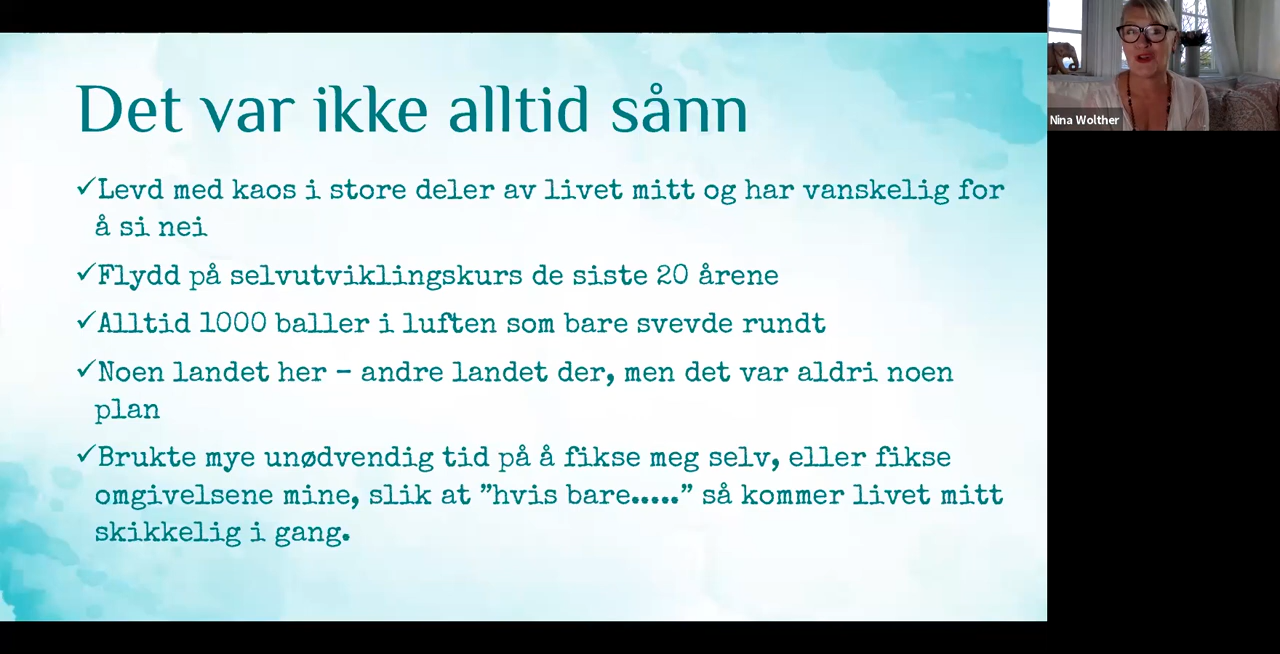 Det var ikke alltid sånn
✓Levd med kaos i store deler av livet mitt og har vanskelig for
å si nei
✓Flydd på selvutviklingskurs de siste 20 årene
✓Alltid 1000 baller i luften som bare svevde rundt
✓Noen landet her – andre landet der, men det var aldri noen
plan
✓Brukte mye unødvendig tid på å fikse meg selv, eller fikse
omgivelsene mine, slik at ”hvis bare.....” så kommer livet mitt
skikkelig i gang.
Nina Wolther